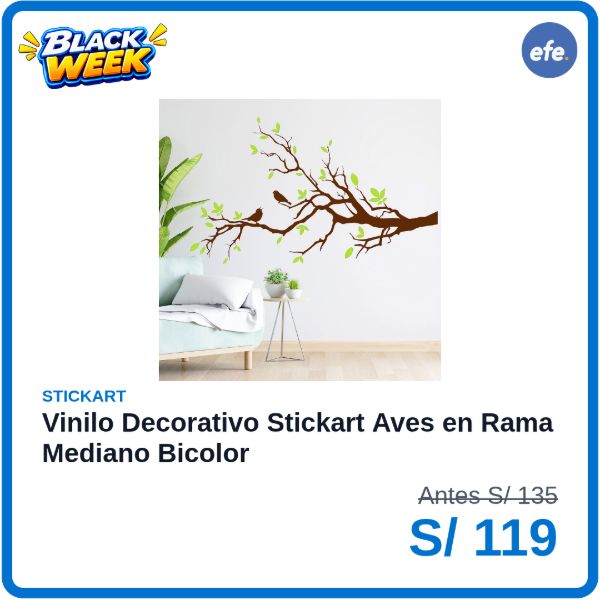 BLACK
WEEK
efe.
STICKART
Vinilo Decorativo Stickart Aves en Rama
Mediano Bicolor
Antes S/ 135
S/ 119